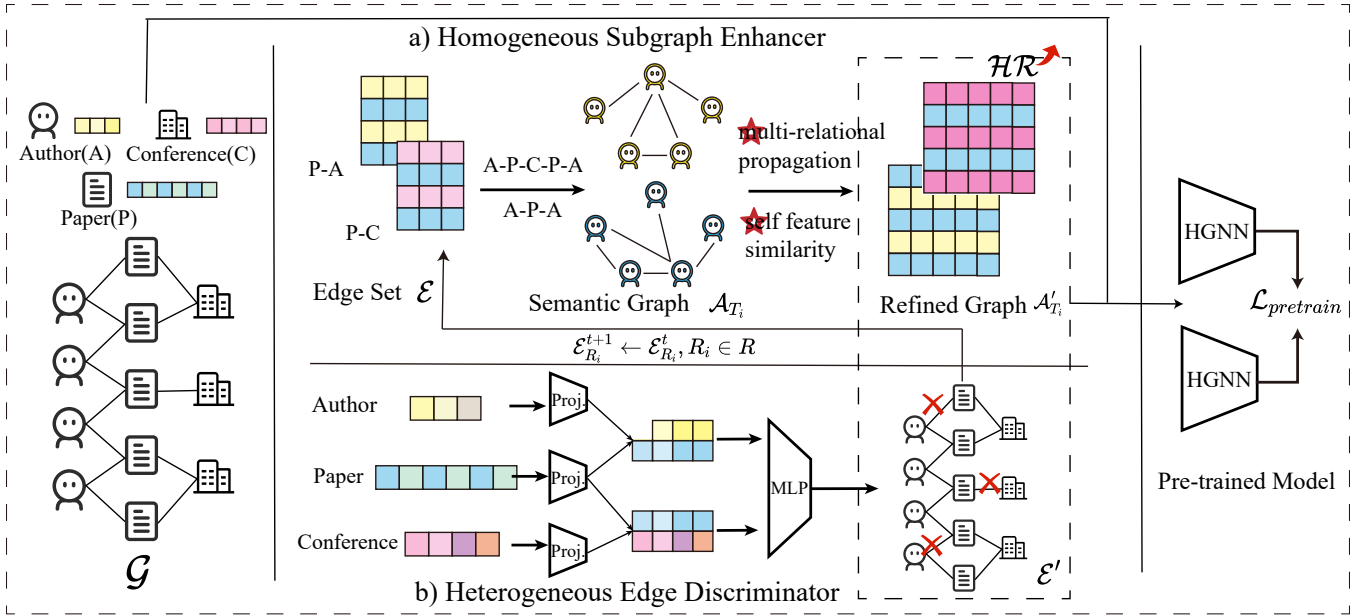 a) Homogeneous Subgraph Enhancer
Author(A)
Conference(C)
Paper(P)
𝒢
P-A
P-C
Edge Set ℰ
A-P-C-P-A
A-P-A
Semantic Graph 𝒜_{T_i}
multi-relational
propagation
self feature
similarity
ℋℛ
Refined Graph 𝒜'_{T_i}
ℰ^{t+1}_{R_i} ← ℰ^{t}_{R_i}, R_i ∈ R
Author
Paper
Conference
Proj.
Proj.
Proj.
MLP
ℰ'
b) Heterogeneous Edge Discriminator
HGNN
HGNN
ℒ_{pretrain}
Pre-trained Model